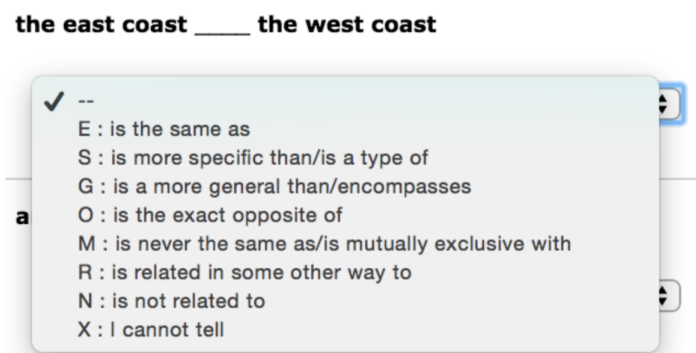 the east coast ____ the west coast
✓ --
E : is the same as
S : is more specific than/is a type of
G : is a more general than/encompasses
O : is the exact opposite of
a
M : is never the same as/is mutually exclusive with
R : is related in some other way to
N : is not related to
X : I cannot tell